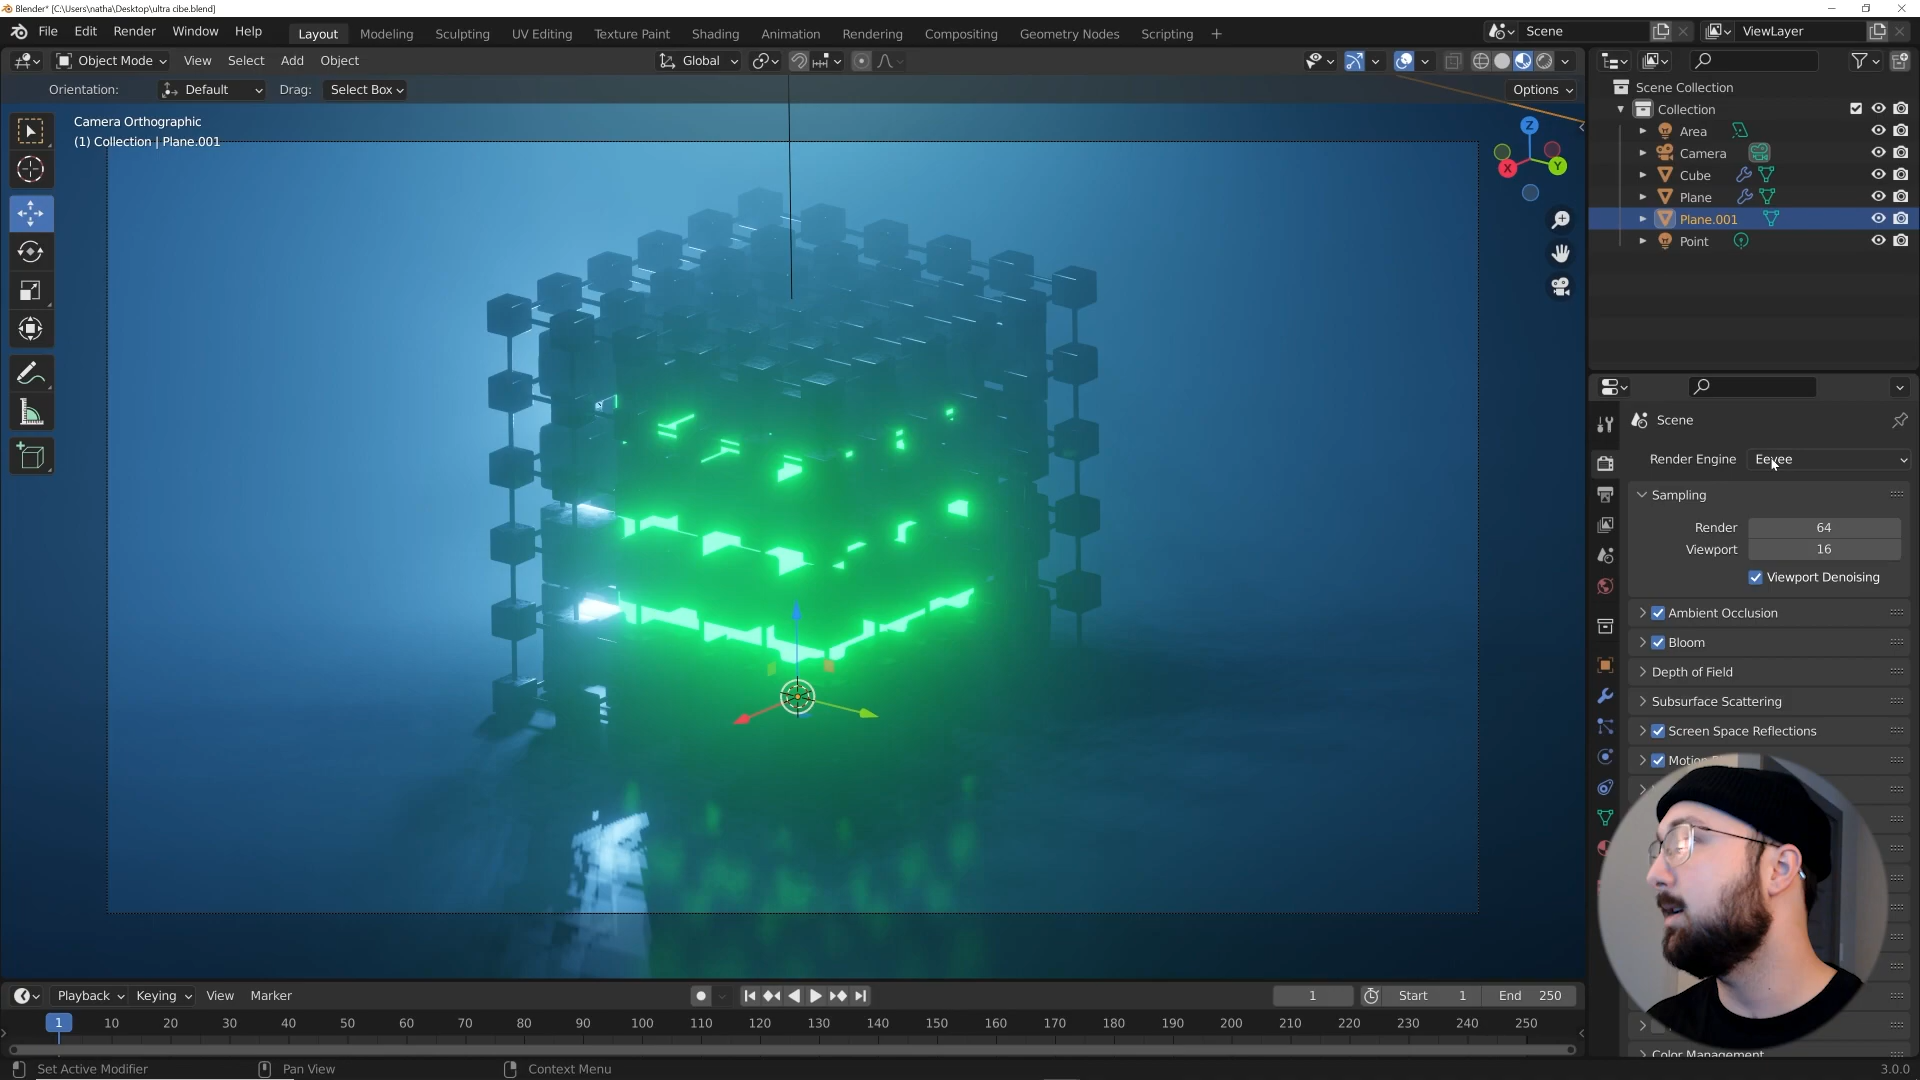 Blender* [C:\Users\natha\Desktop\ultra cibe.blend]
File Edit Render Window Help Layout Modeling Sculpting UV Editing Texture Paint Shading Animation Rendering Compositing Geometry Nodes Scripting + Scene ViewLayer
Object Mode View Select Add Object Global
Orientation: Default Drag: Select Box Options
Camera Orthographic
(1) Collection | Plane.001
Z
X
Y
Scene Collection
Collection
Area
Camera
Cube
Plane
Plane.001
Point
Scene
Render Engine Eevee
Sampling
Render 64
Viewport 16
Viewport Denoising
Ambient Occlusion
Bloom
Depth of Field
Subsurface Scattering
Screen Space Reflections
Color Management
Playback Keying View Marker 1 Start 1 End 250
1 10 20 30 40 50 60 70 80 90 100 110 120 130 140 150 160 170 180 190 200 210 220 230 240 250
Set Active Modifier Pan View Context Menu 3.0.0